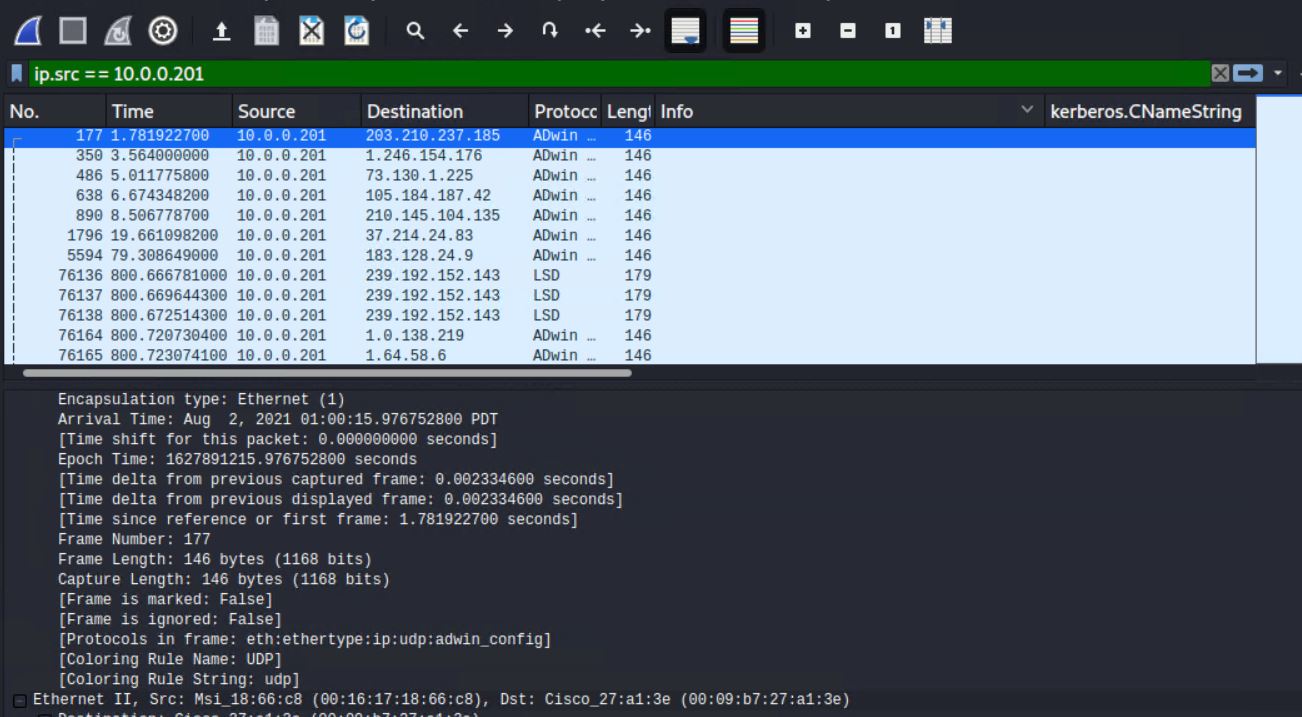 ip.src == 10.0.0.201
No. Time Source Destination Protocc Lengt Info kerberos.CNameString
177 1.781922700 10.0.0.201 203.210.237.185 ADwin … 146
350 3.564000000 10.0.0.201 1.246.154.176 ADwin … 146
486 5.011775800 10.0.0.201 73.130.1.225 ADwin … 146
638 6.674348200 10.0.0.201 105.184.187.42 ADwin … 146
890 8.506778700 10.0.0.201 210.145.104.135 ADwin … 146
1796 19.661098200 10.0.0.201 37.214.24.83 ADwin … 146
5594 79.308649000 10.0.0.201 183.128.24.9 ADwin … 146
76136 800.666781000 10.0.0.201 239.192.152.143 LSD 179
76137 800.669644300 10.0.0.201 239.192.152.143 LSD 179
76138 800.672514300 10.0.0.201 239.192.152.143 LSD 179
76164 800.720730400 10.0.0.201 1.0.138.219 ADwin … 146
76165 800.723074100 10.0.0.201 1.64.58.6 ADwin … 146
Encapsulation type: Ethernet (1)
Arrival Time: Aug  2, 2021 01:00:15.976752800 PDT
[Time shift for this packet: 0.000000000 seconds]
Epoch Time: 1627891215.976752800 seconds
[Time delta from previous captured frame: 0.002334600 seconds]
[Time delta from previous displayed frame: 0.002334600 seconds]
[Time since reference or first frame: 1.781922700 seconds]
Frame Number: 177
Frame Length: 146 bytes (1168 bits)
Capture Length: 146 bytes (1168 bits)
[Frame is marked: False]
[Frame is ignored: False]
[Protocols in frame: eth:ethertype:ip:udp:adwin_config]
[Coloring Rule Name: UDP]
[Coloring Rule String: udp]
Ethernet II, Src: Msi_18:66:c8 (00:16:17:18:66:c8), Dst: Cisco_27:a1:3e (00:09:b7:27:a1:3e)